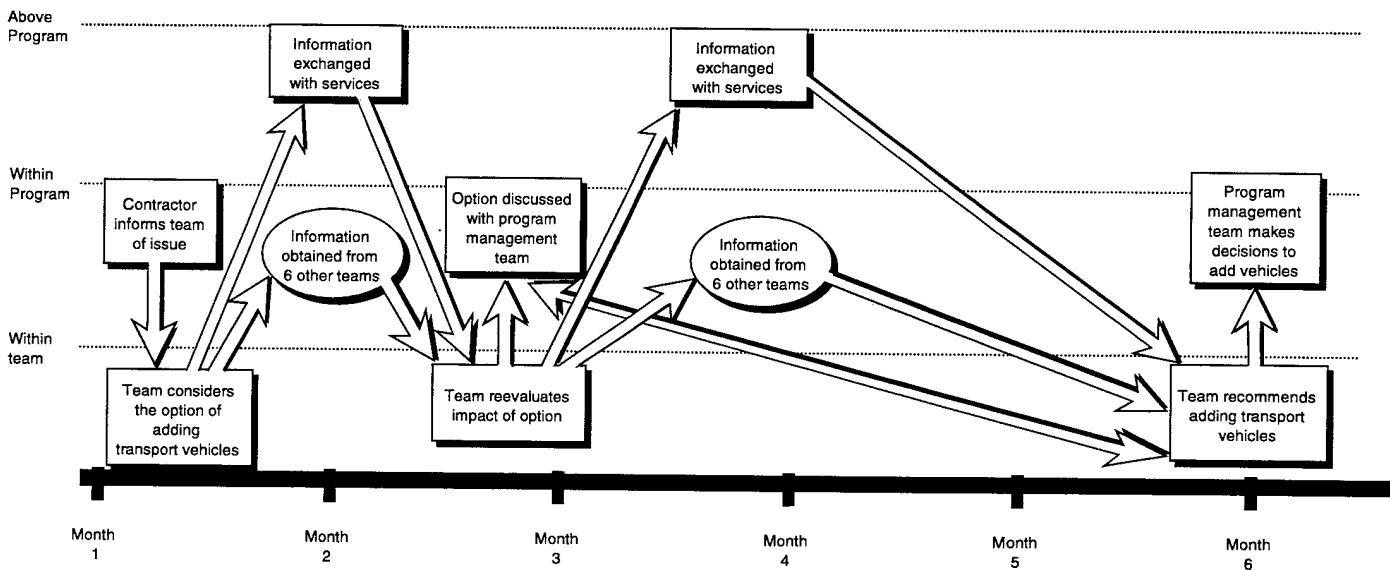 Above
Program
Information
exchanged
with services
Information
exchanged
with services
Within
Program
Contractor
informs team
of issue
Information
obtained from
6 other teams
Option discussed
with program
management
team
Information
obtained from
6 other teams
Program
management
team makes
decisions to
add vehicles
Within
team
Team considers
the option of
adding
transport vehicles
Team reevaluates
impact of option
Team recommends
adding transport
vehicles
Month
1
Month
2
Month
3
Month
4
Month
5
Month
6